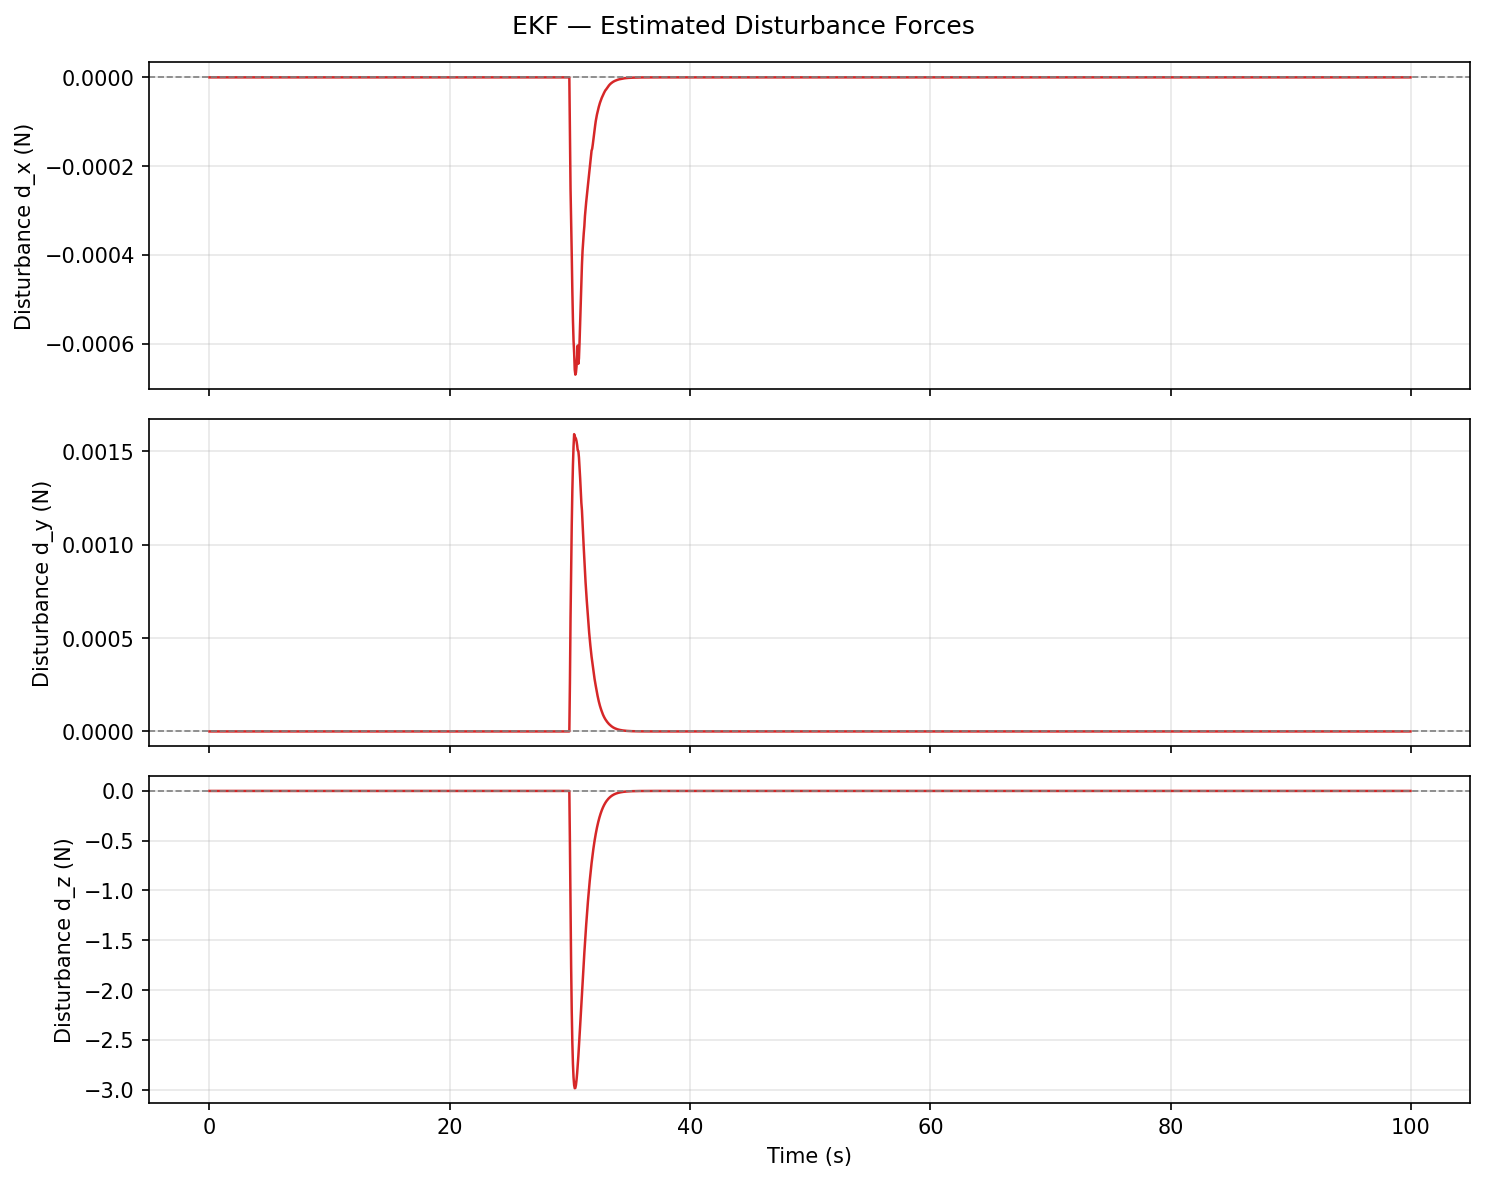 EKF — Estimated Disturbance Forces
Disturbance d_x (N)
0.0000
−0.0002
−0.0004
−0.0006
Disturbance d_y (N)
0.0015
0.0010
0.0005
0.0000
Disturbance d_z (N)
0.0
−0.5
−1.0
−1.5
−2.0
−2.5
−3.0
0 20 40 60 80 100
Time (s)